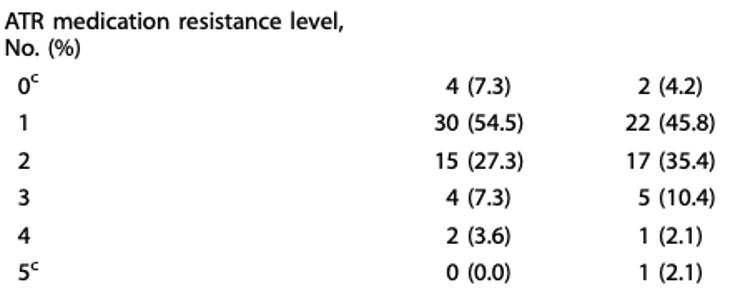 ATR medication resistance level,
No. (%)
0ᶜ 4 (7.3) 2 (4.2)
1 30 (54.5) 22 (45.8)
2 15 (27.3) 17 (35.4)
3 4 (7.3) 5 (10.4)
4 2 (3.6) 1 (2.1)
5ᶜ 0 (0.0) 1 (2.1)